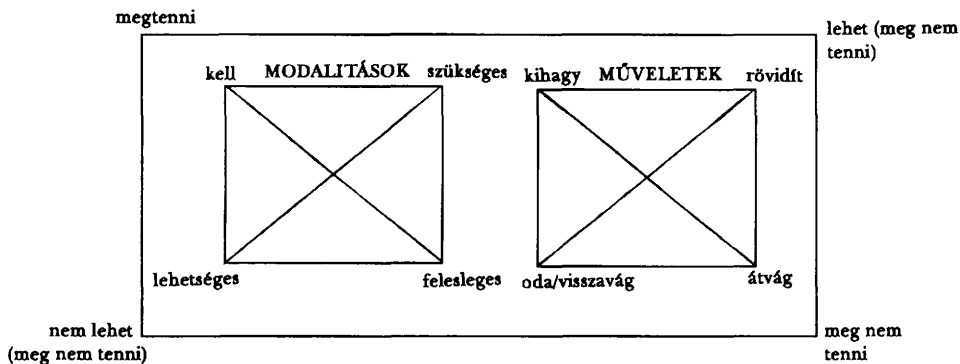 megtenni
lehet (meg nem
tenni)
kell MODALITÁSOK szükséges kihagy MŰVELETEK rövidít
lehetséges felesleges oda/visszavág átvág
nem lehet
(meg nem tenni)
meg nem
tenni